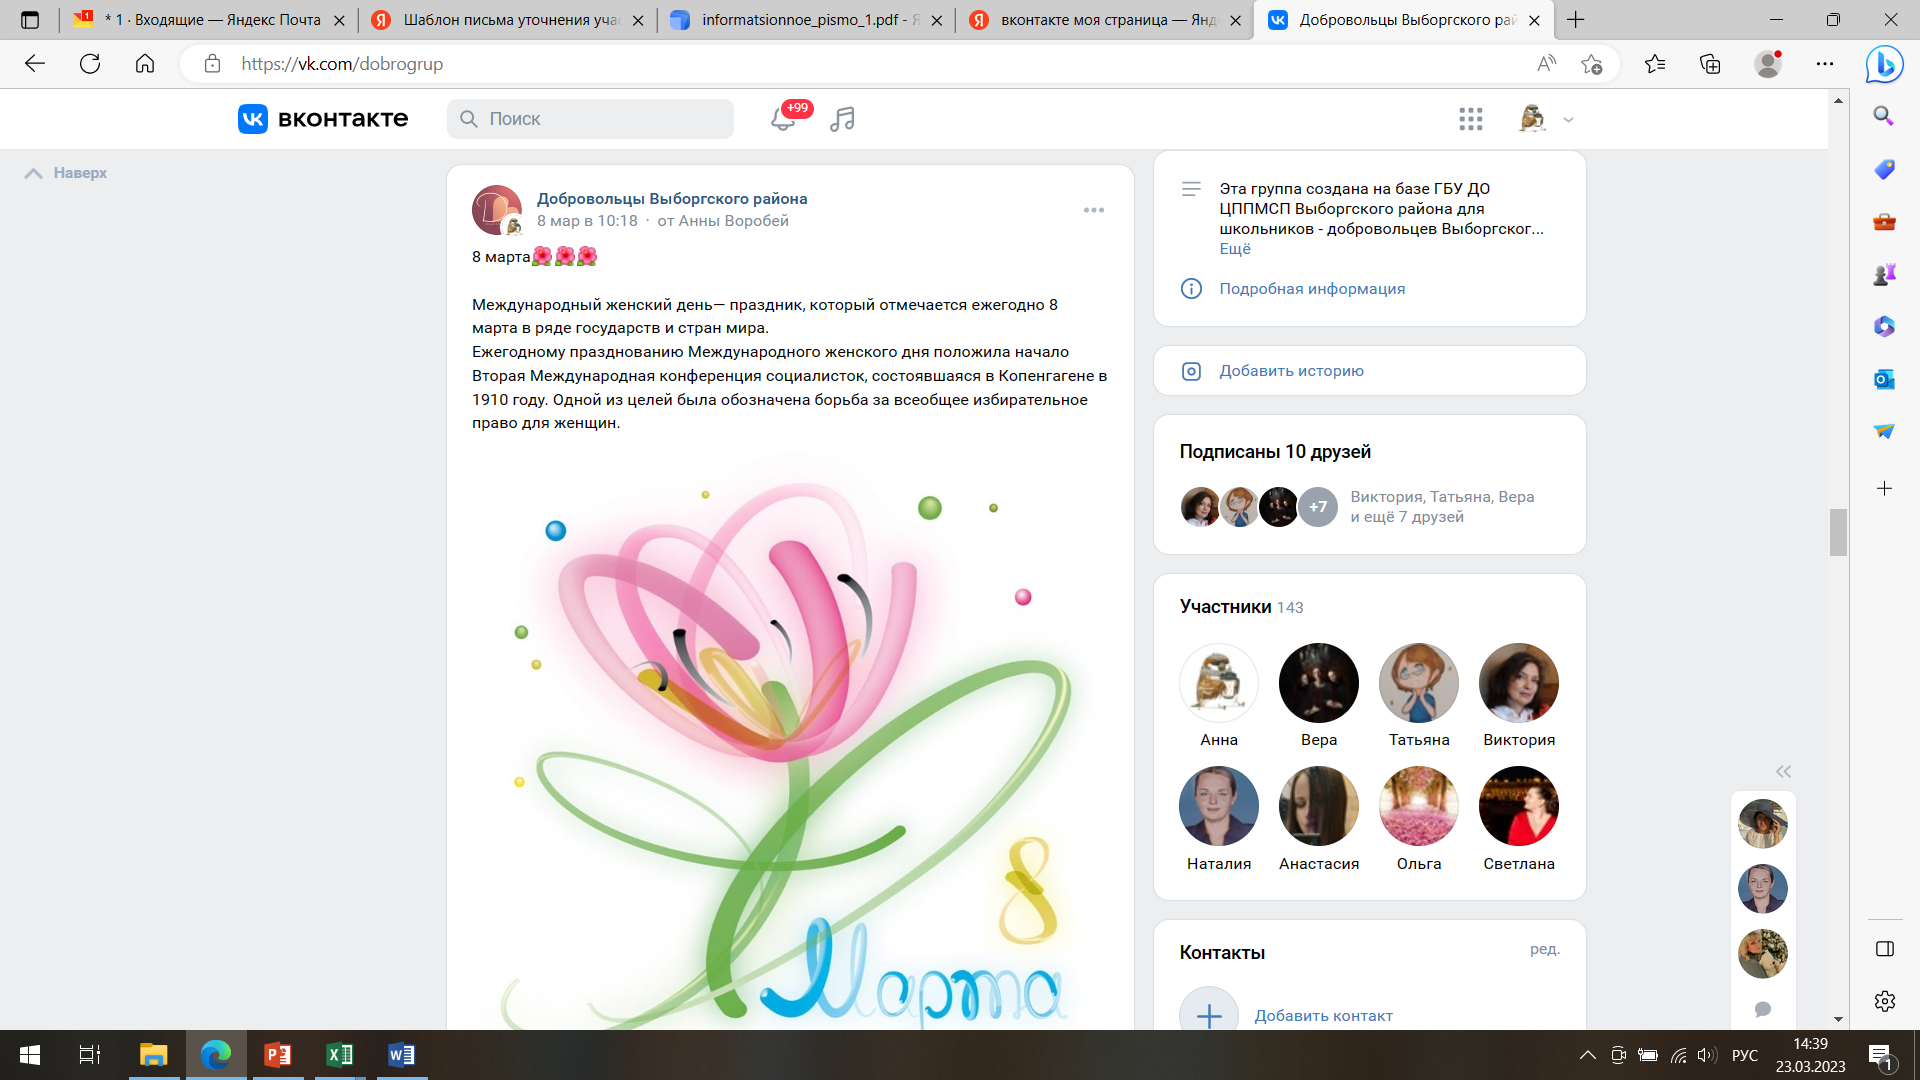 * 1 · Входящие — Яндекс Почта
Шаблон письма уточнения уча
informatsionnoe_pismo_1.pdf - Я
вконтакте моя страница — Янд
Добровольцы Выборгского рай
https://vk.com/dobrogrup
вконтакте
Поиск
+99
Наверх
Добровольцы Выборгского района
8 мар в 10:18 · от Анны Воробей
8 марта
Международный женский день— праздник, который отмечается ежегодно 8
марта в ряде государств и стран мира.
Ежегодному празднованию Международного женского дня положила начало
Вторая Международная конференция социалисток, состоявшаяся в Копенгагене в
1910 году. Одной из целей была обозначена борьба за всеобщее избирательное
право для женщин.
8
Марта
Эта группа создана на базе ГБУ ДО
ЦППМСП Выборгского района для
школьников - добровольцев Выборгског...
Ещё
Подробная информация
Добавить историю
Подписаны 10 друзей
+7
Виктория, Татьяна, Вера
и ещё 7 друзей
Участники 143
Анна
Вера
Татьяна
Виктория
Наталия
Анастасия
Ольга
Светлана
Контакты
ред.
Добавить контакт
РУС
14:39
23.03.2023
1